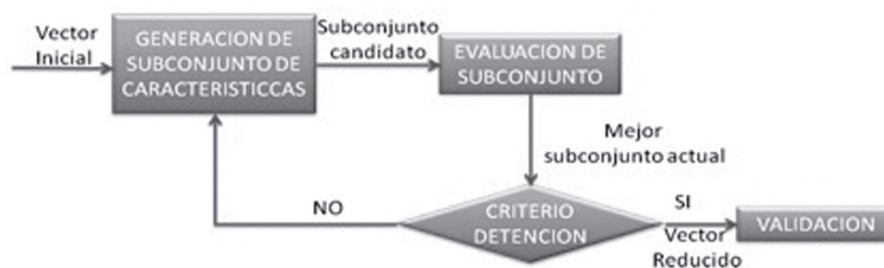 Vector
Inicial
GENERACION DE
SUBCONJUNTO DE
CARACTERISTICCAS
Subconjunto
candidato
EVALUACION DE
SUBCONJUNTO
Mejor
subconjunto actual
NO
CRITERIO
DETENCION
SI
Vector
Reducido
VALIDACION